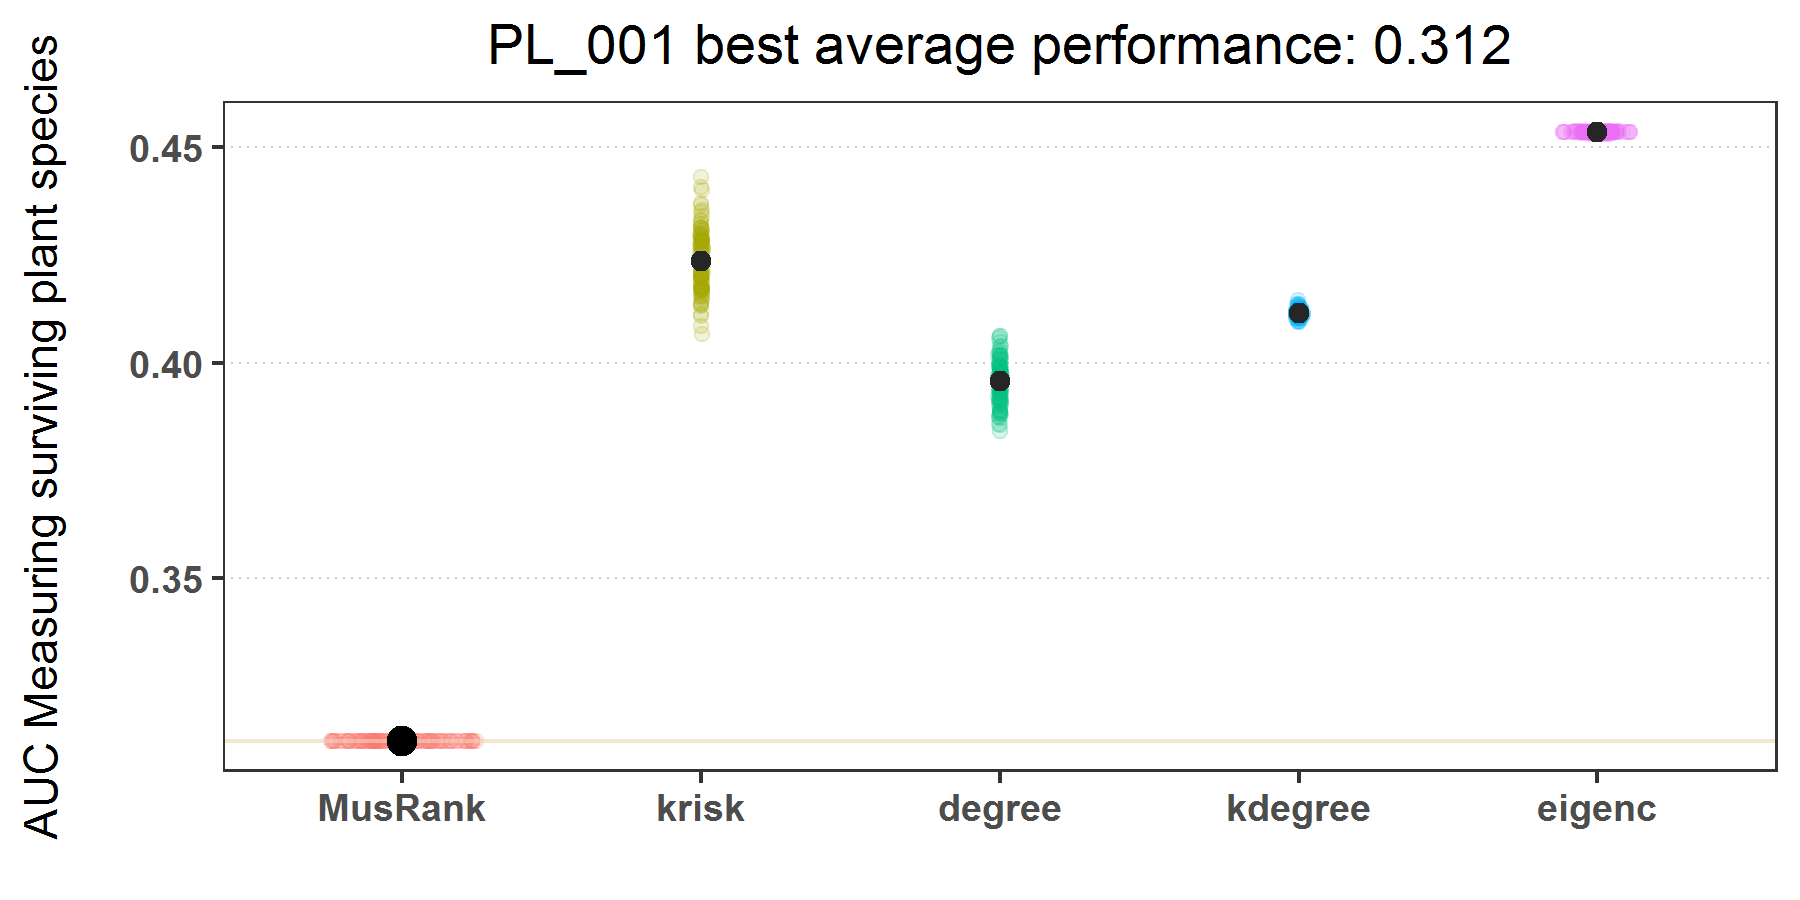 PL_001 best average performance: 0.312
AUC Measuring surviving plant species
0.45
0.40
0.35
MusRank krisk degree kdegree eigenc